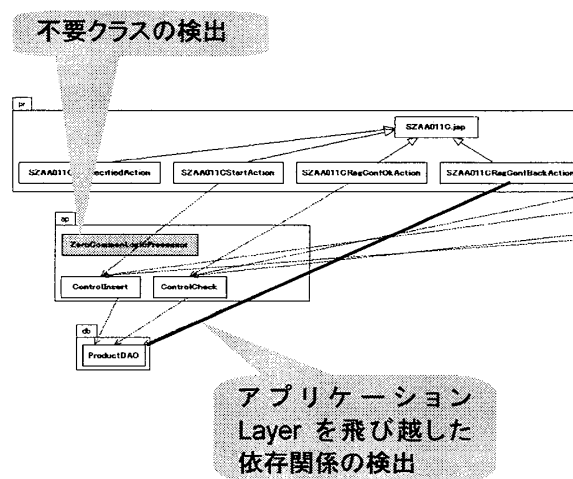 不要クラスの検出
pr
SZAA011C.jsp
SZAA011C
ecifiedAction
SZAA011CStartAction
SZAA011CRegConfOkAction
SZAA011CRegConfBackAction
ap
ControlInsert
ControlCheck
db
ProductDAO
アプリケーション
Layer を飛び越した
依存関係の検出